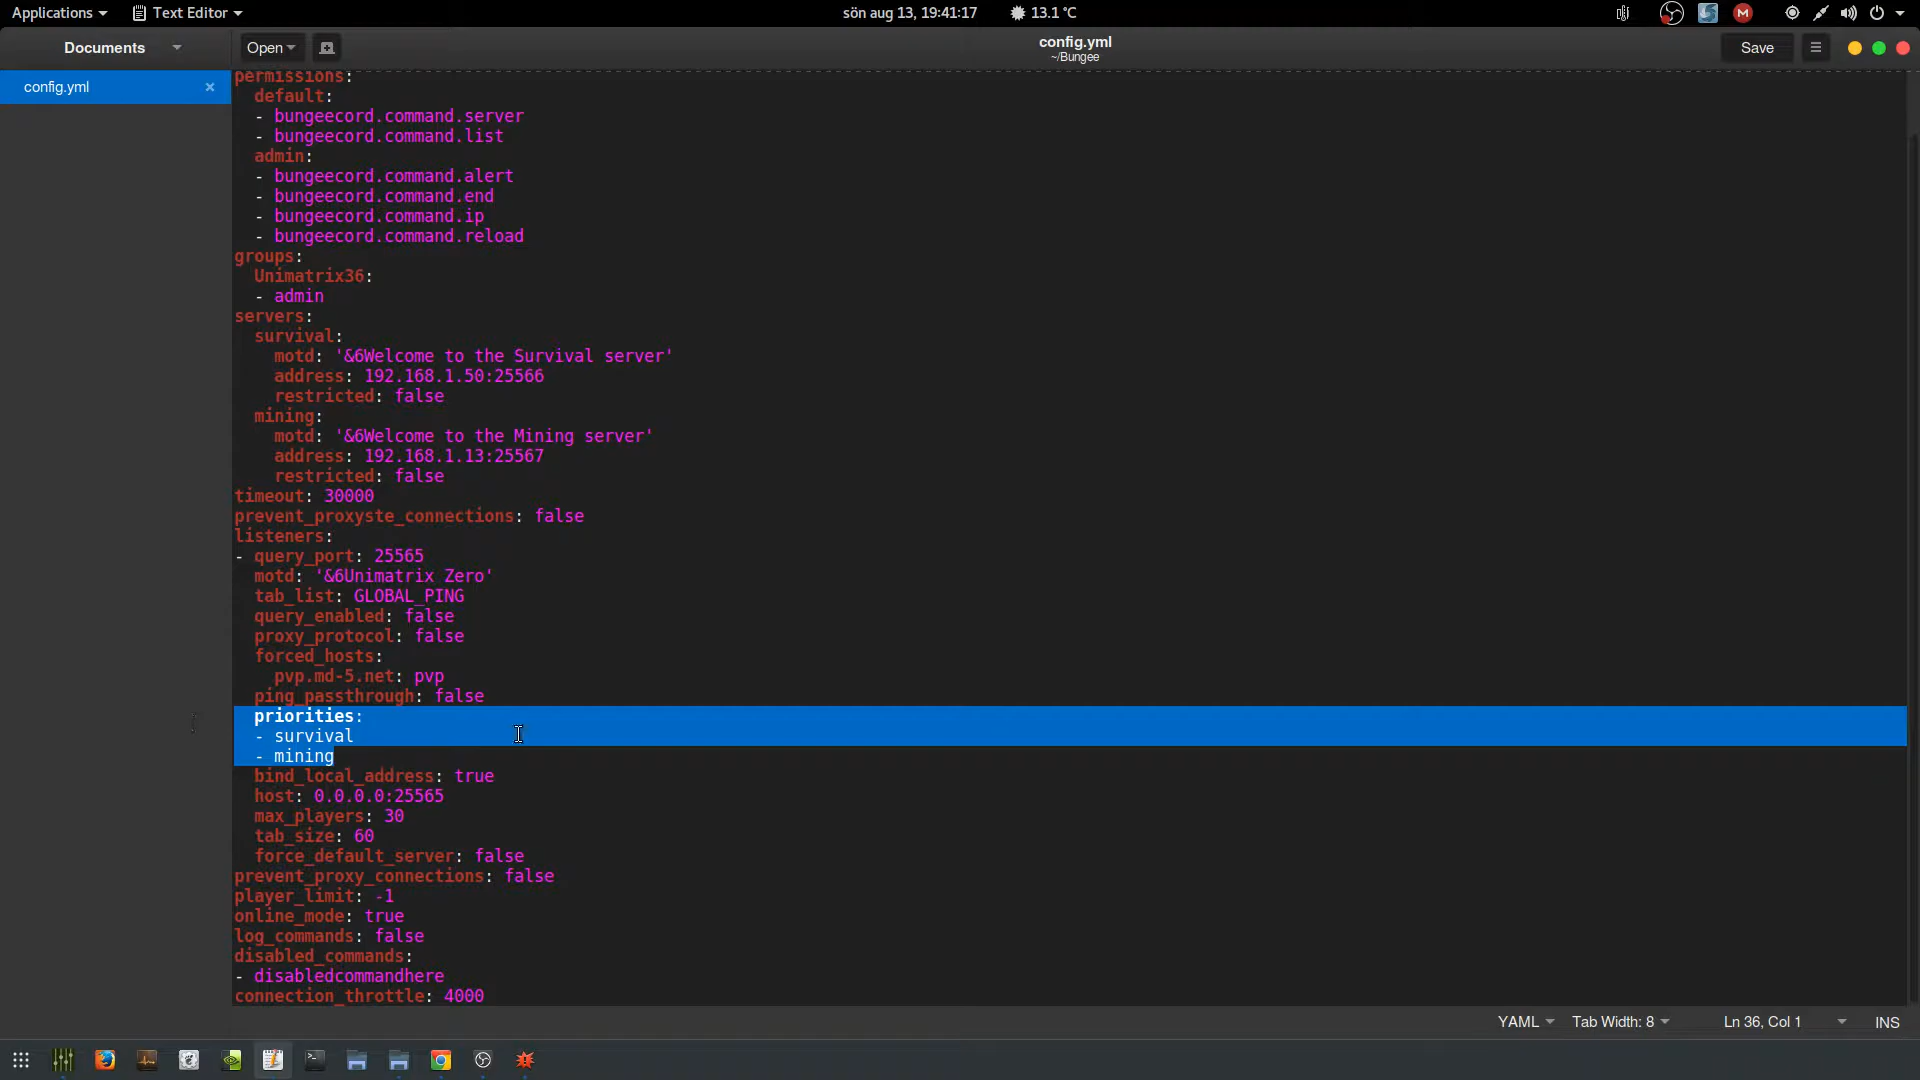 Applications
Text Editor
sön aug 13, 19:41:17
13.1 °C
Documents
Open
config.yml
~/Bungee
Save
config.yml
permissions:
  default:
  - bungeecord.command.server
  - bungeecord.command.list
  admin:
  - bungeecord.command.alert
  - bungeecord.command.end
  - bungeecord.command.ip
  - bungeecord.command.reload
groups:
  Unimatrix36:
  - admin
servers:
  survival:
    motd: '&6Welcome to the Survival server'
    address: 192.168.1.50:25566
    restricted: false
  mining:
    motd: '&6Welcome to the Mining server'
    address: 192.168.1.13:25567
    restricted: false
timeout: 30000
prevent_proxyste_connections: false
listeners:
- query_port: 25565
  motd: '&6Unimatrix Zero'
  tab_list: GLOBAL_PING
  query_enabled: false
  proxy_protocol: false
  forced_hosts:
    pvp.md-5.net: pvp
  ping_passthrough: false
  priorities:
  - survival
  - mining
  bind_local_address: true
  host: 0.0.0.0:25565
  max_players: 30
  tab_size: 60
  force_default_server: false
prevent_proxy_connections: false
player_limit: -1
online_mode: true
log_commands: false
disabled_commands:
- disabledcommandhere
connection_throttle: 4000
YAML
Tab Width: 8
Ln 36, Col 1
INS